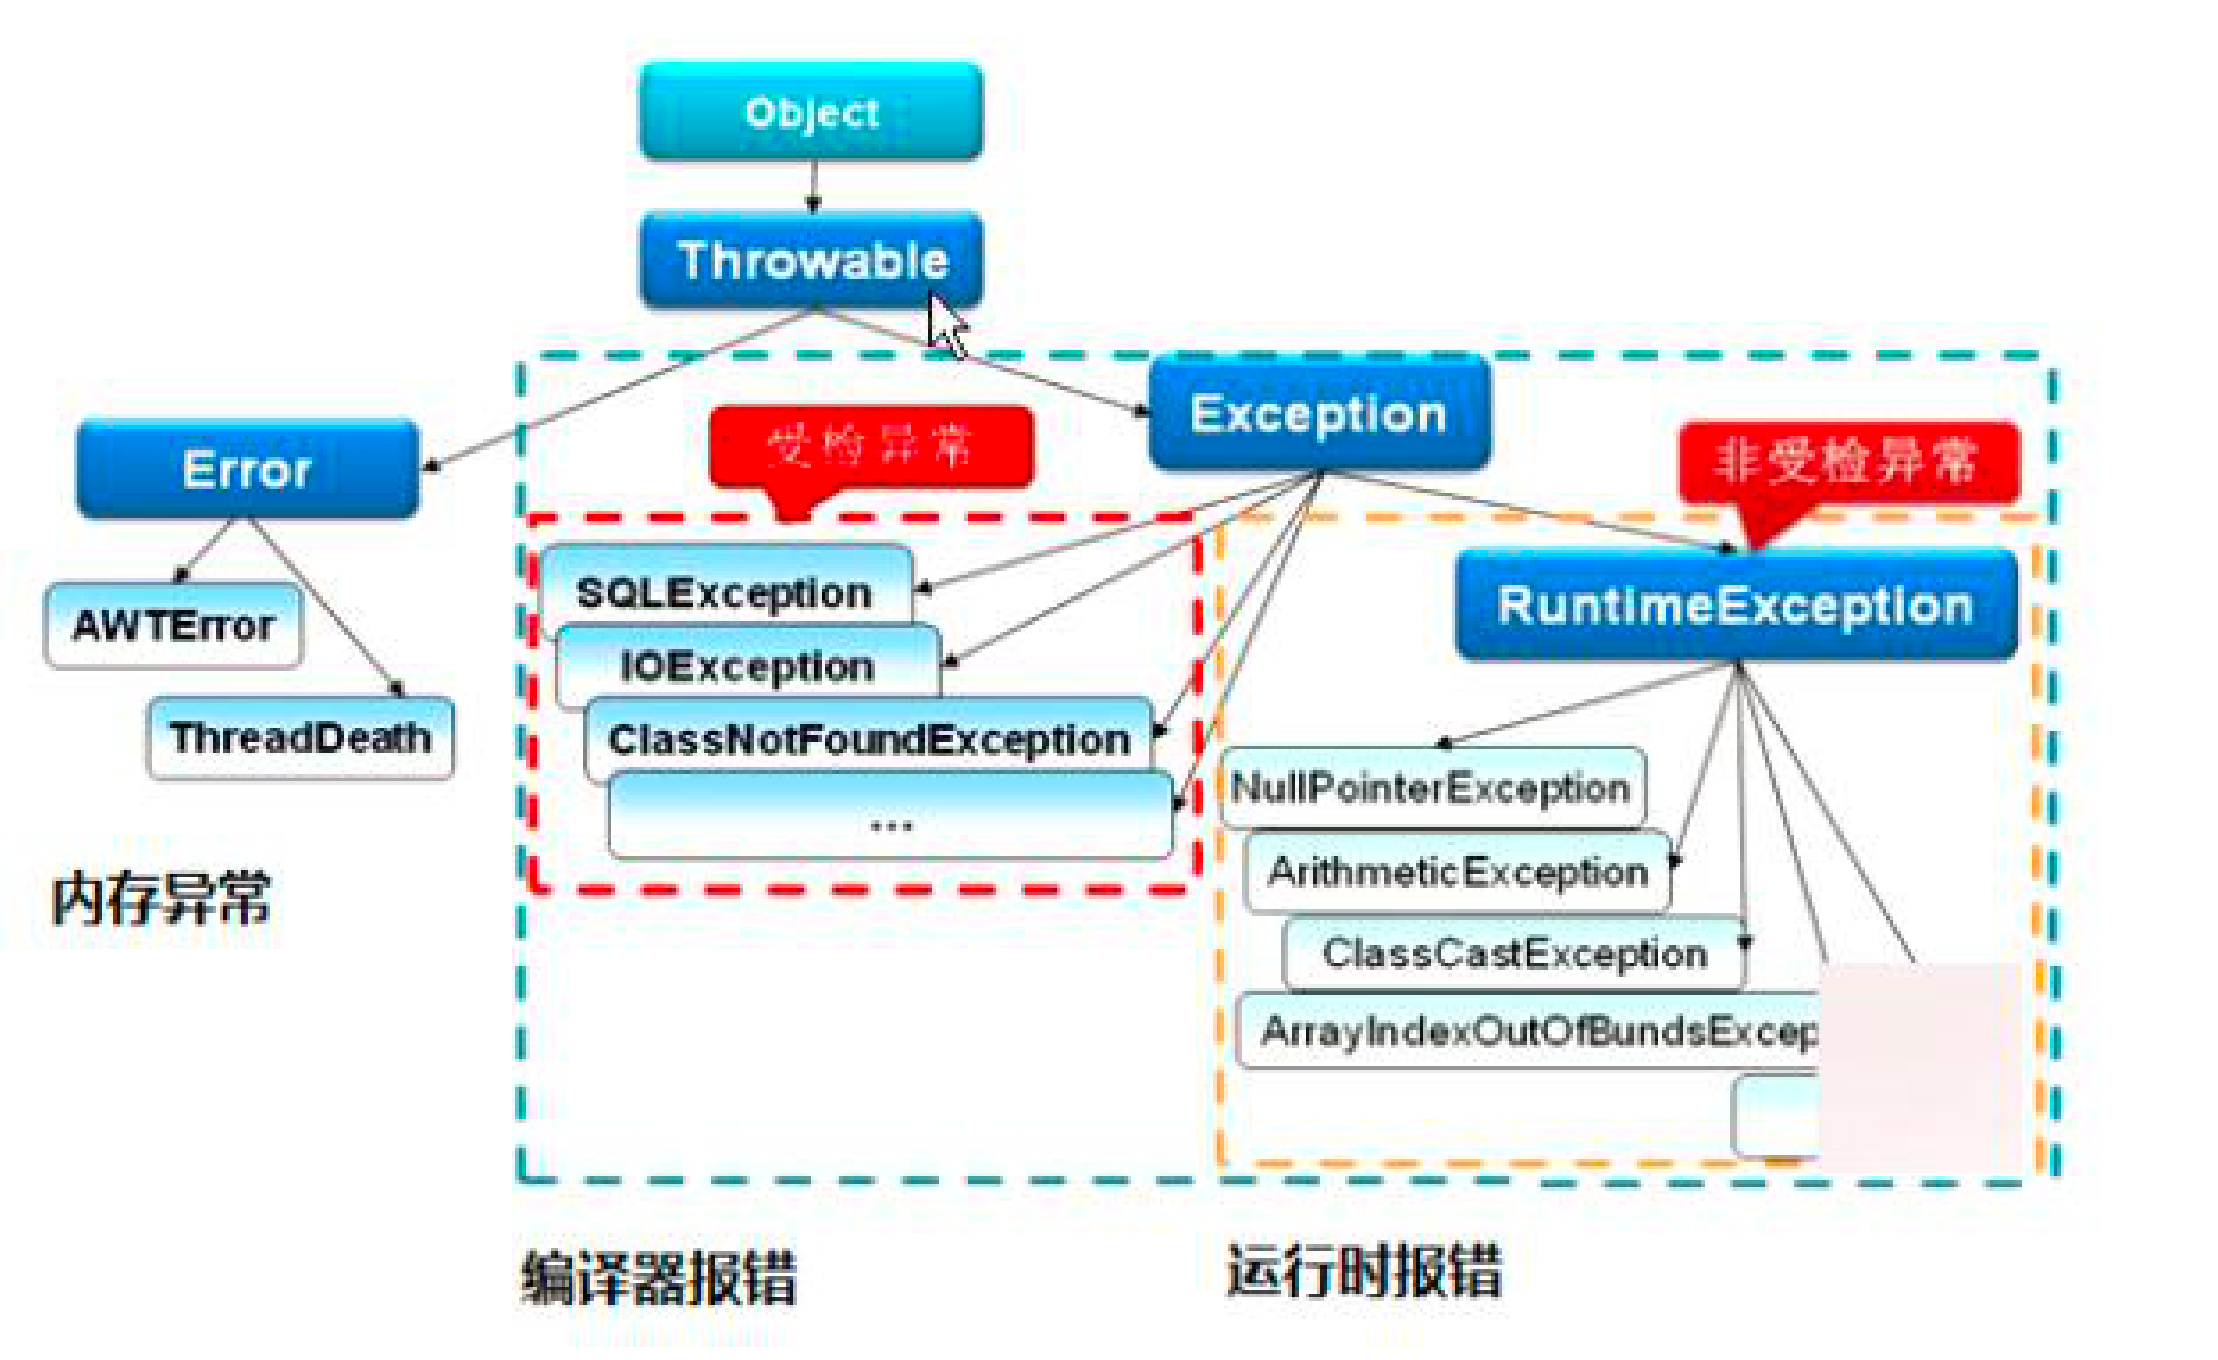 Object
Throwable
Exception
受检异常
非受检异常
Error
SQLException
RuntimeException
AWTError
IOException
ThreadDeath
ClassNotFoundException
...
NullPointerException
ArithmeticException
内存异常
ClassCastException
ArrayIndexOutOfBundsExcep
编译器报错
运行时报错